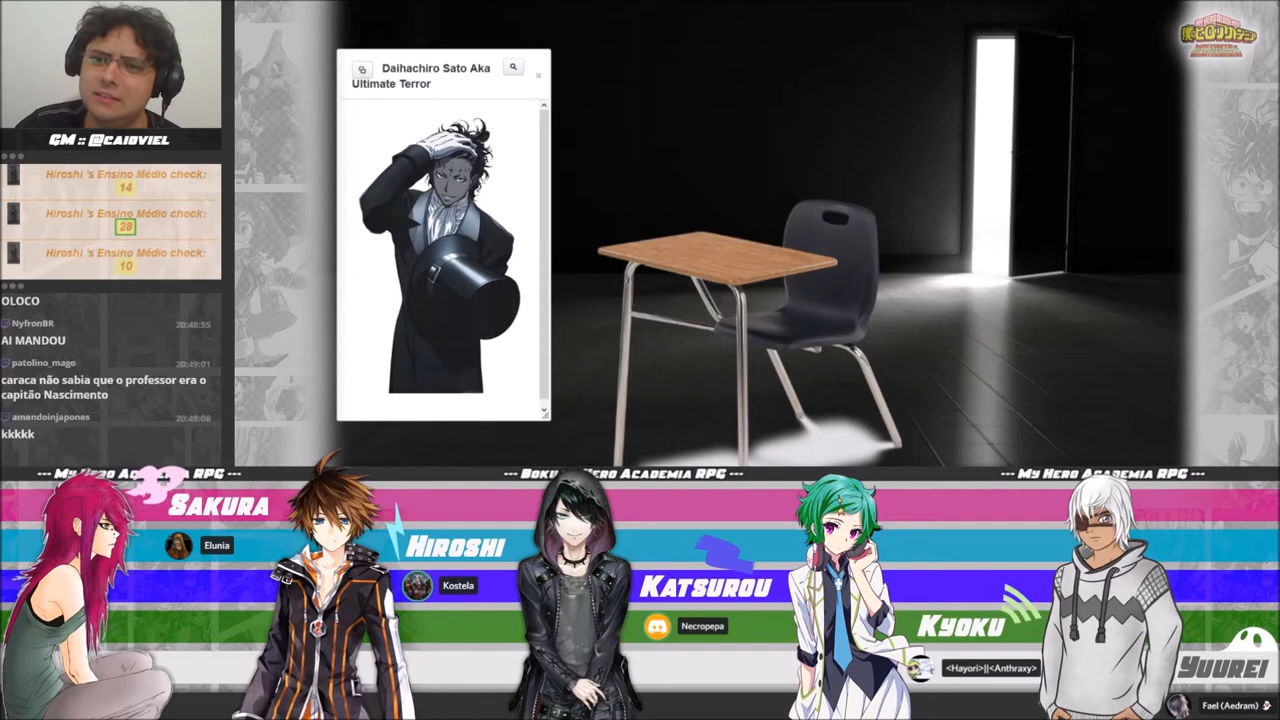 GM :: @CAIOVIEL
Hiroshi 's Ensino Médio check:
14
Hiroshi 's Ensino Médio check:
28
Hiroshi 's Ensino Médio check:
10
OLOCO
NyfronBR 20:48:55
AI MANDOU
patolino_mago 20:49:01
caraca não sabia que o professor era o
capitão Nascimento
amendoinjapones 20:49:06
kkkkk
Daihachiro Sato Aka
Ultimate Terror
--- My Hero Academia RPG ---
--- Boku no Hero Academia RPG ---
--- My Hero Academia RPG ---
SAKURA
Elunia
HIROSHI
Kostela
KATSUROU
Necropepa
KYOKU
<Hayori>||<Anthraxy>
YUUREI
Fael (Aedram)